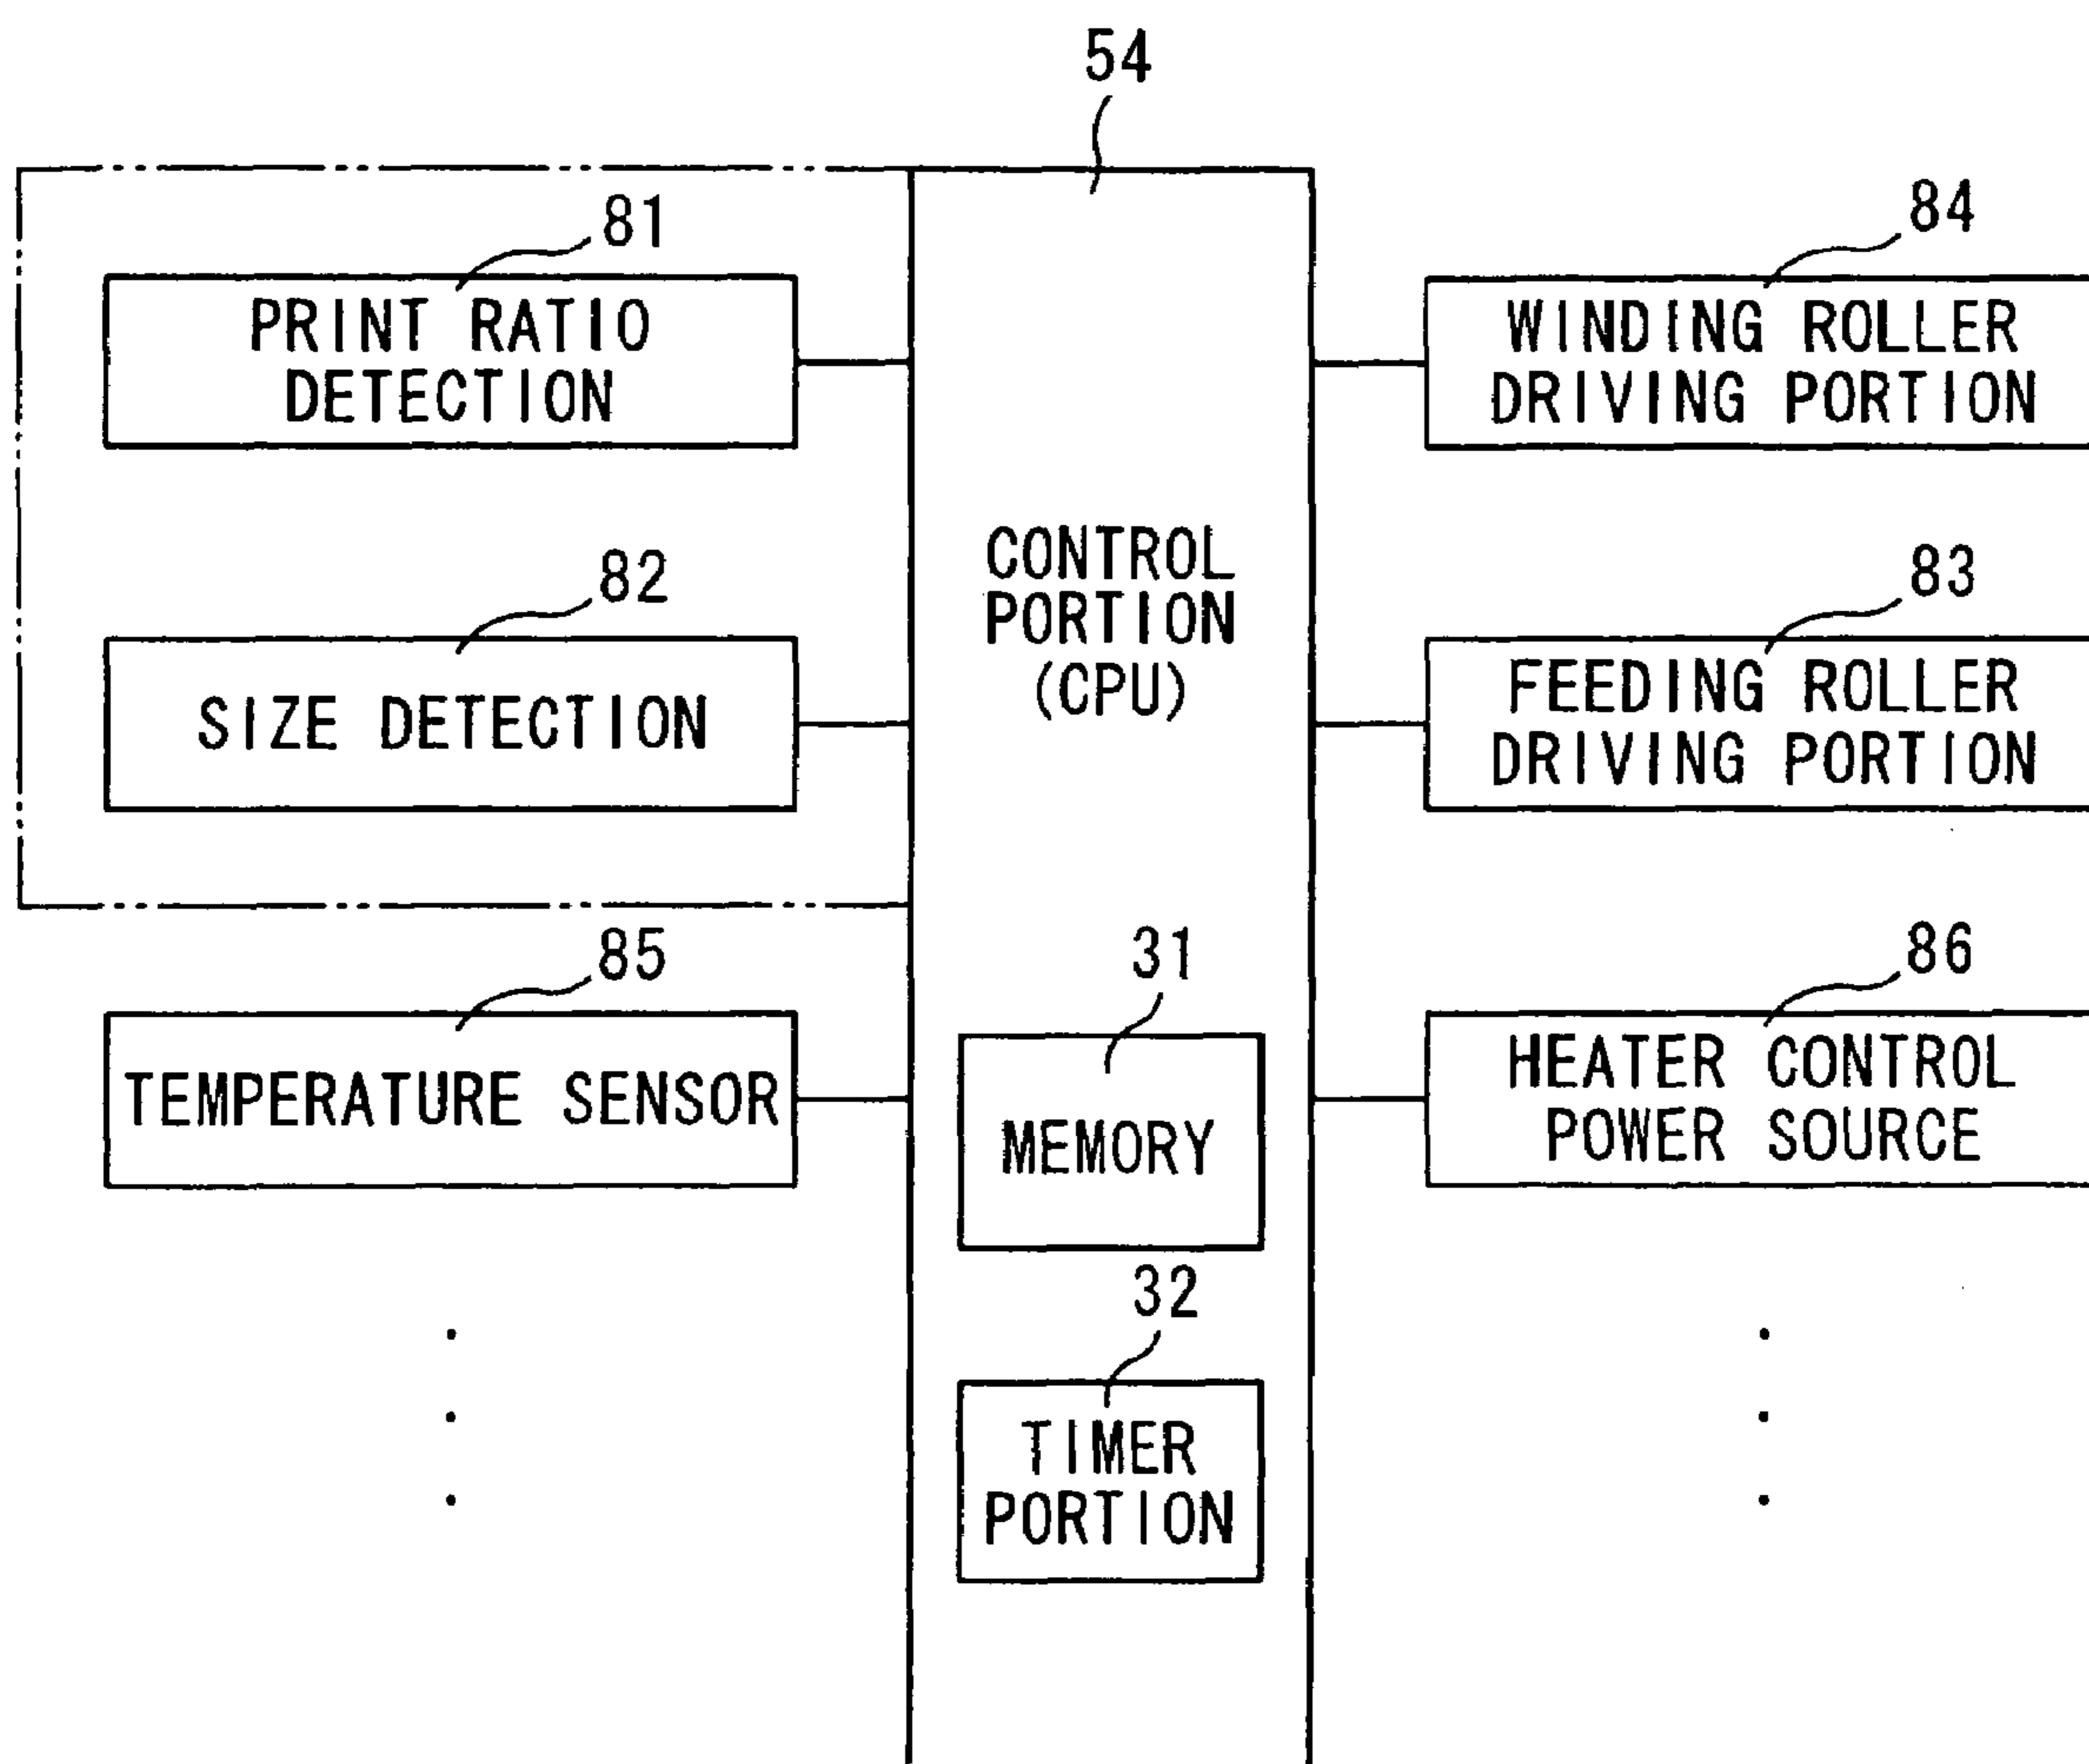 54
81
PRINT RATIO
DETECTION
82
SIZE DETECTION
85
TEMPERATURE SENSOR
CONTROL
PORTION
(CPU)
31
MEMORY
32
TIMER
PORTION
84
WINDING ROLLER
DRIVING PORTION
83
FEEDING ROLLER
DRIVING PORTION
86
HEATER CONTROL
POWER SOURCE